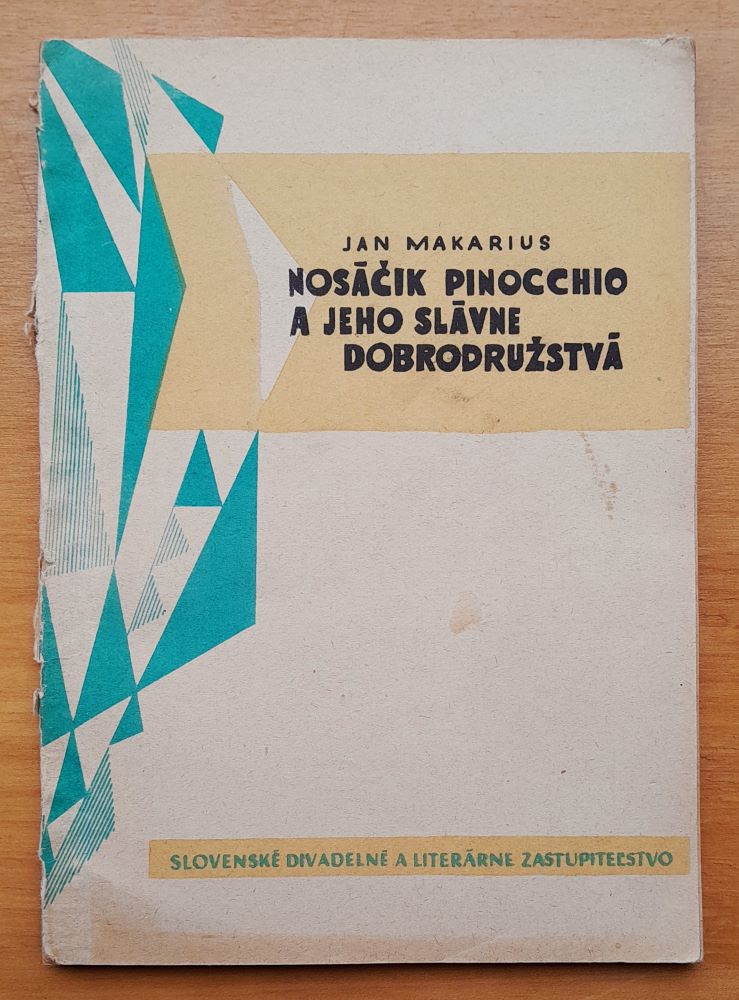 JAN MAKARIUS
NOSÁČIK PINOCCHIO
A JEHO SLÁVNE
DOBRODRUŽSTVÁ
SLOVENSKÉ DIVADELNÉ A LITERÁRNE ZASTUPITEĽSTVO